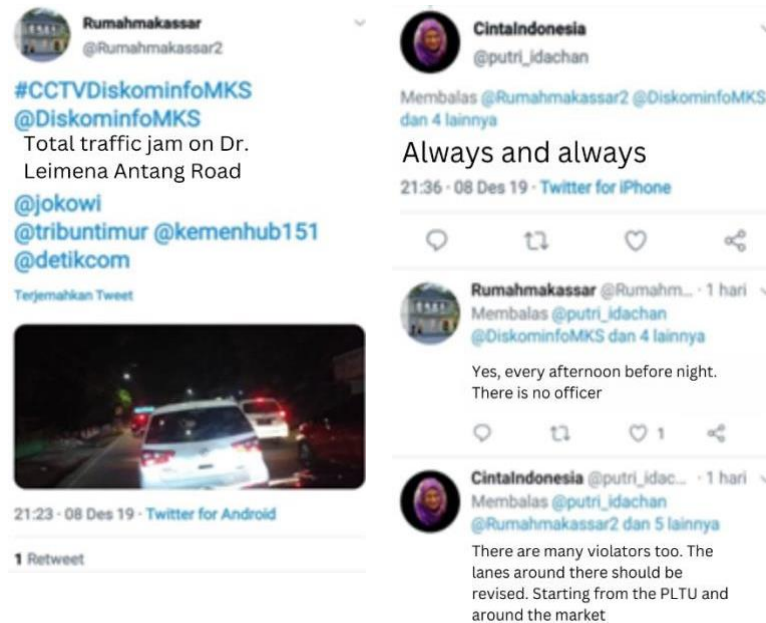 Rumahmakassar
@Rumahmakassar2
#CCTVDiskominfoMKS
@DiskominfoMKS
Total traffic jam on Dr.
Leimena Antang Road
@jokowi
@tribuntimur @kemenhub151
@detikcom
Terjemahkan Tweet
21:23 · 08 Des 19 · Twitter for Android
1 Retweet
CintaIndonesia
@putri_idachan
Membalas @Rumahmakassar2 @DiskominfoMKS
dan 4 lainnya
Always and always
21:36 · 08 Des 19 · Twitter for iPhone
Rumahmakassar @Rumahm... · 1 hari
Membalas @putri_idachan
@DiskominfoMKS dan 4 lainnya
Yes, every afternoon before night.
There is no officer
1
CintaIndonesia @putri_idac... · 1 hari
Membalas @putri_idachan
@Rumahmakassar2 dan 5 lainnya
There are many violators too. The
lanes around there should be
revised. Starting from the PLTU and
around the market